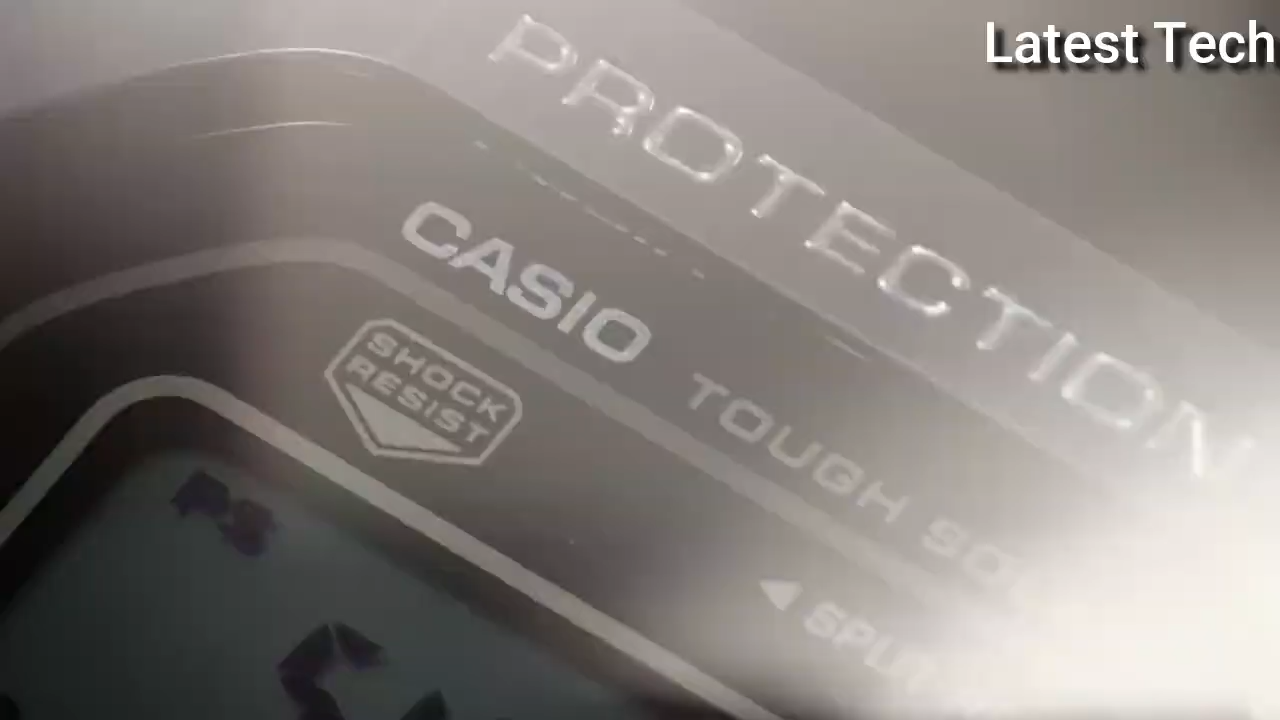 Latest Tech
PROTECTION
CASIO
SHOCK
RESIST
TOUGH